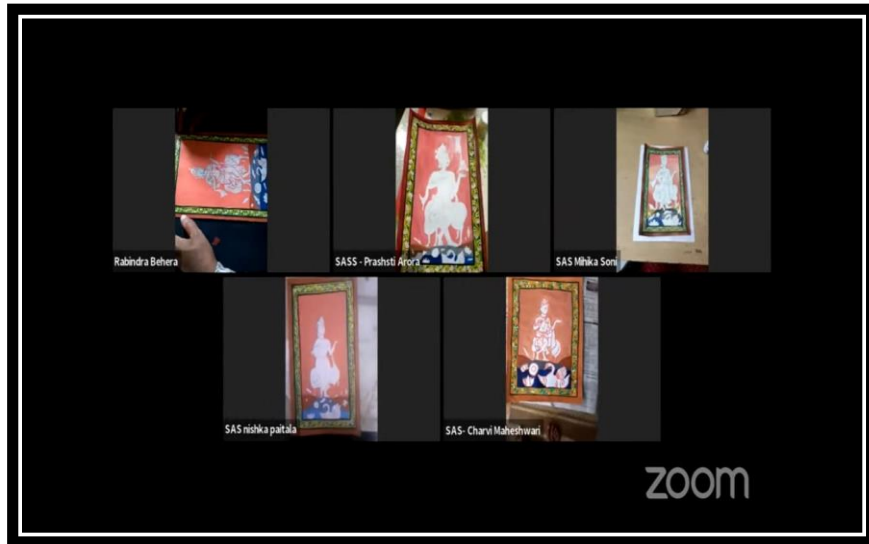 Rabindra Behera
SASS - Prashsti Arora
SAS Mihika Soni
SAS nishka paitala
SAS- Charvi Maheshwari
zoom